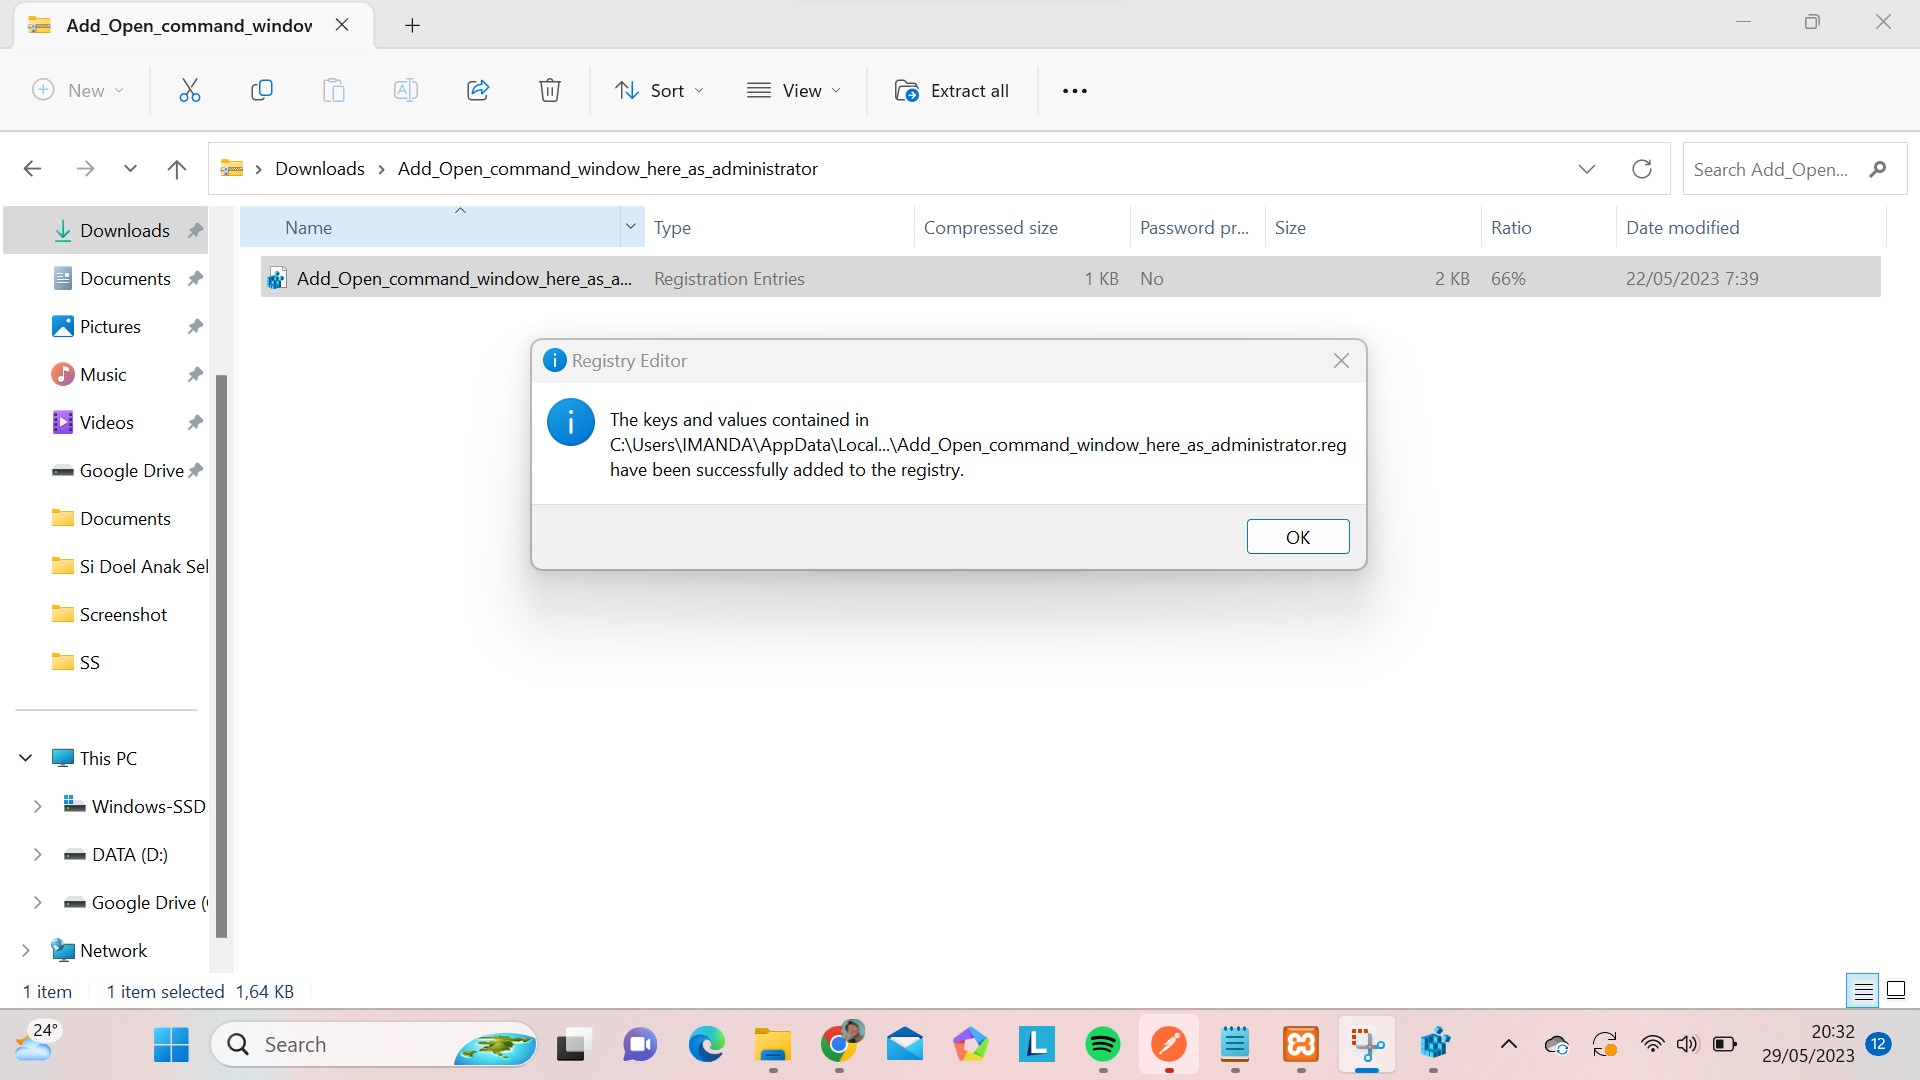 Add_Open_command_window
New
Sort
View
Extract all
Downloads
Add_Open_command_window_here_as_administrator
Search Add_Open...
Name
Type
Compressed size
Password pr...
Size
Ratio
Date modified
Add_Open_command_window_here_as_a...
Registration Entries
1 KB
No
2 KB
66%
22/05/2023 7:39
Downloads
Documents
Pictures
Music
Videos
Google Drive
Documents
Si Doel Anak Sel
Screenshot
SS
This PC
Windows-SSD
DATA (D:)
Google Drive (
Network
Registry Editor
The keys and values contained in
C:\Users\IMANDA\AppData\Local...\Add_Open_command_window_here_as_administrator.reg
have been successfully added to the registry.
OK
1 item
1 item selected 1,64 KB
24°
Search
L
20:32
29/05/2023
12